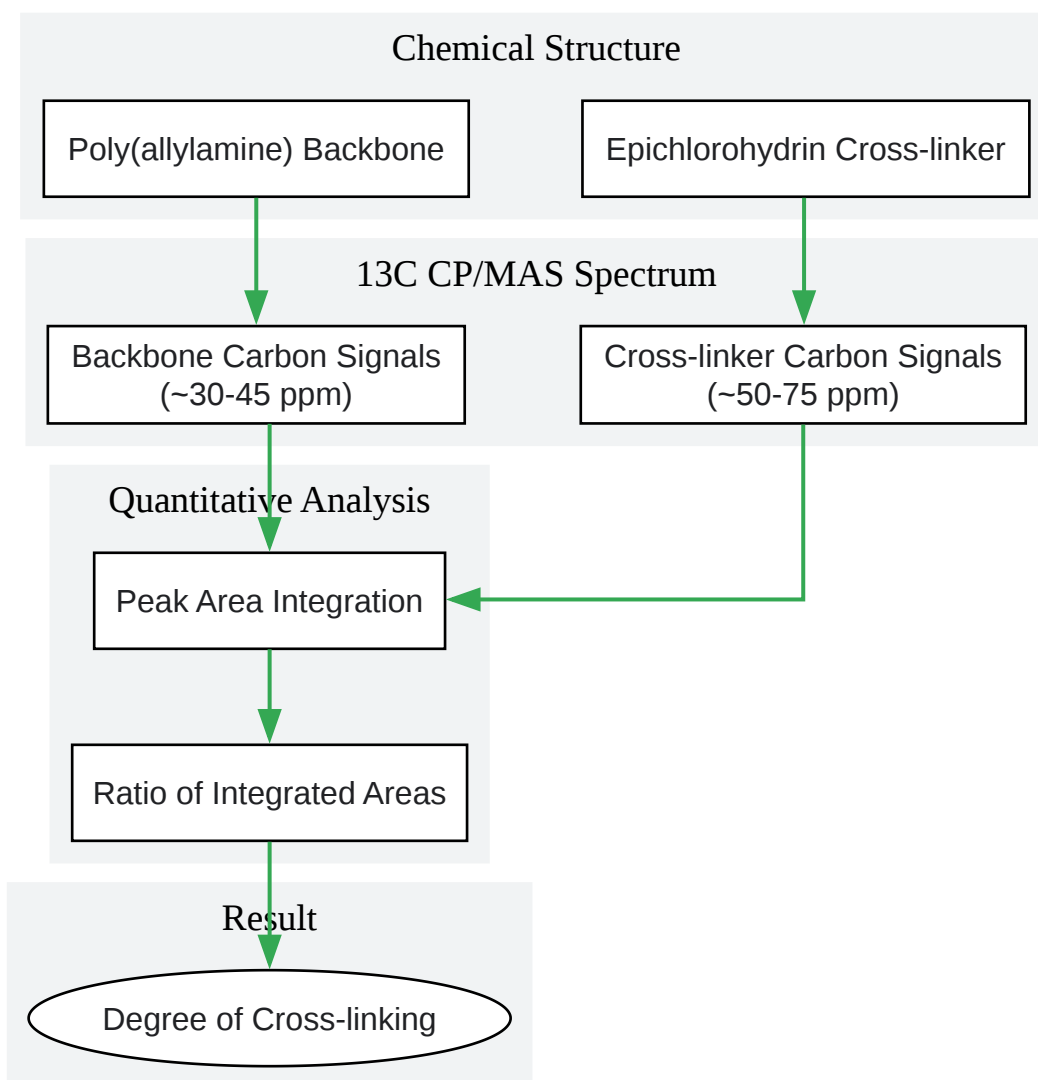 Chemical Structure
Poly(allylamine) Backbone
Epichlorohydrin Cross-linker
13C CP/MAS Spectrum
Backbone Carbon Signals
(~30-45 ppm)
Cross-linker Carbon Signals
(~50-75 ppm)
Quantitative Analysis
Peak Area Integration
Ratio of Integrated Areas
Result
Degree of Cross-linking